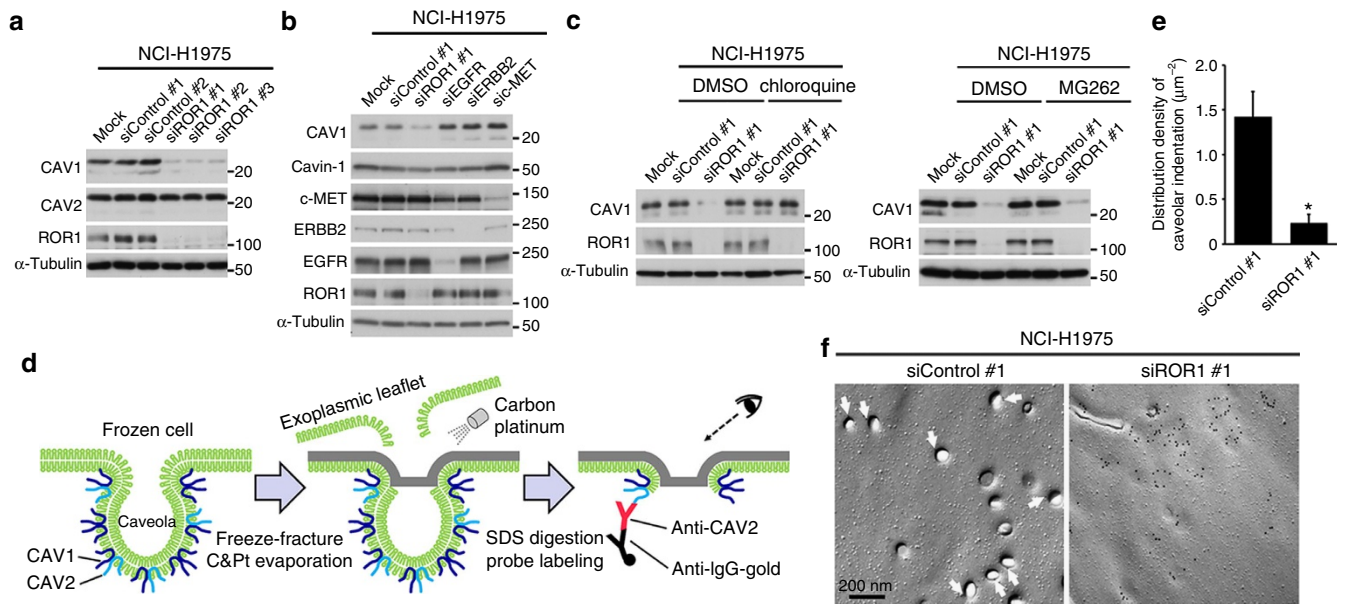 a
NCI-H1975
Mock
siControl #1
siControl #2
siROR1 #1
siROR1 #2
siROR1 #3
CAV1
20
CAV2
ROR1
100
α-Tubulin
50
b
NCI-H1975
Mock
siControl #1
siROR1 #1
siEGFR
siERBB2
sic-MET
CAV1
20
Cavin-1
50
c-MET
150
ERBB2
250
EGFR
250
ROR1
100
α-Tubulin
50
c
NCI-H1975
DMSO chloroquine
Mock
siControl #1
siROR1 #1
Mock
siControl #1
siROR1 #1
CAV1
20
ROR1
100
α-Tubulin
50
NCI-H1975
DMSO MG262
Mock
siControl #1
siROR1 #1
Mock
siControl #1
siROR1 #1
CAV1
20
ROR1
100
α-Tubulin
50
e
Distribution density of
caveolar indentation (μm⁻²)
2.0
1.5
1.0
0.5
0
*
siControl #1
siROR1 #1
d
Frozen cell
Caveola
CAV1
CAV2
Freeze-fracture
C&Pt evaporation
Exoplasmic leaflet
Carbon
platinum
SDS digestion
probe labeling
Anti-CAV2
Anti-IgG-gold
f
NCI-H1975
siControl #1
siROR1 #1
200 nm